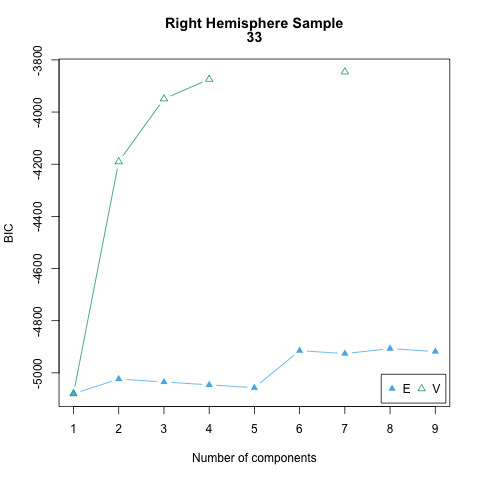 Right Hemisphere Sample
33
BIC
-3800
-4000
-4200
-4400
-4600
-4800
-5000
E V
1 2 3 4 5 6 7 8 9
Number of components